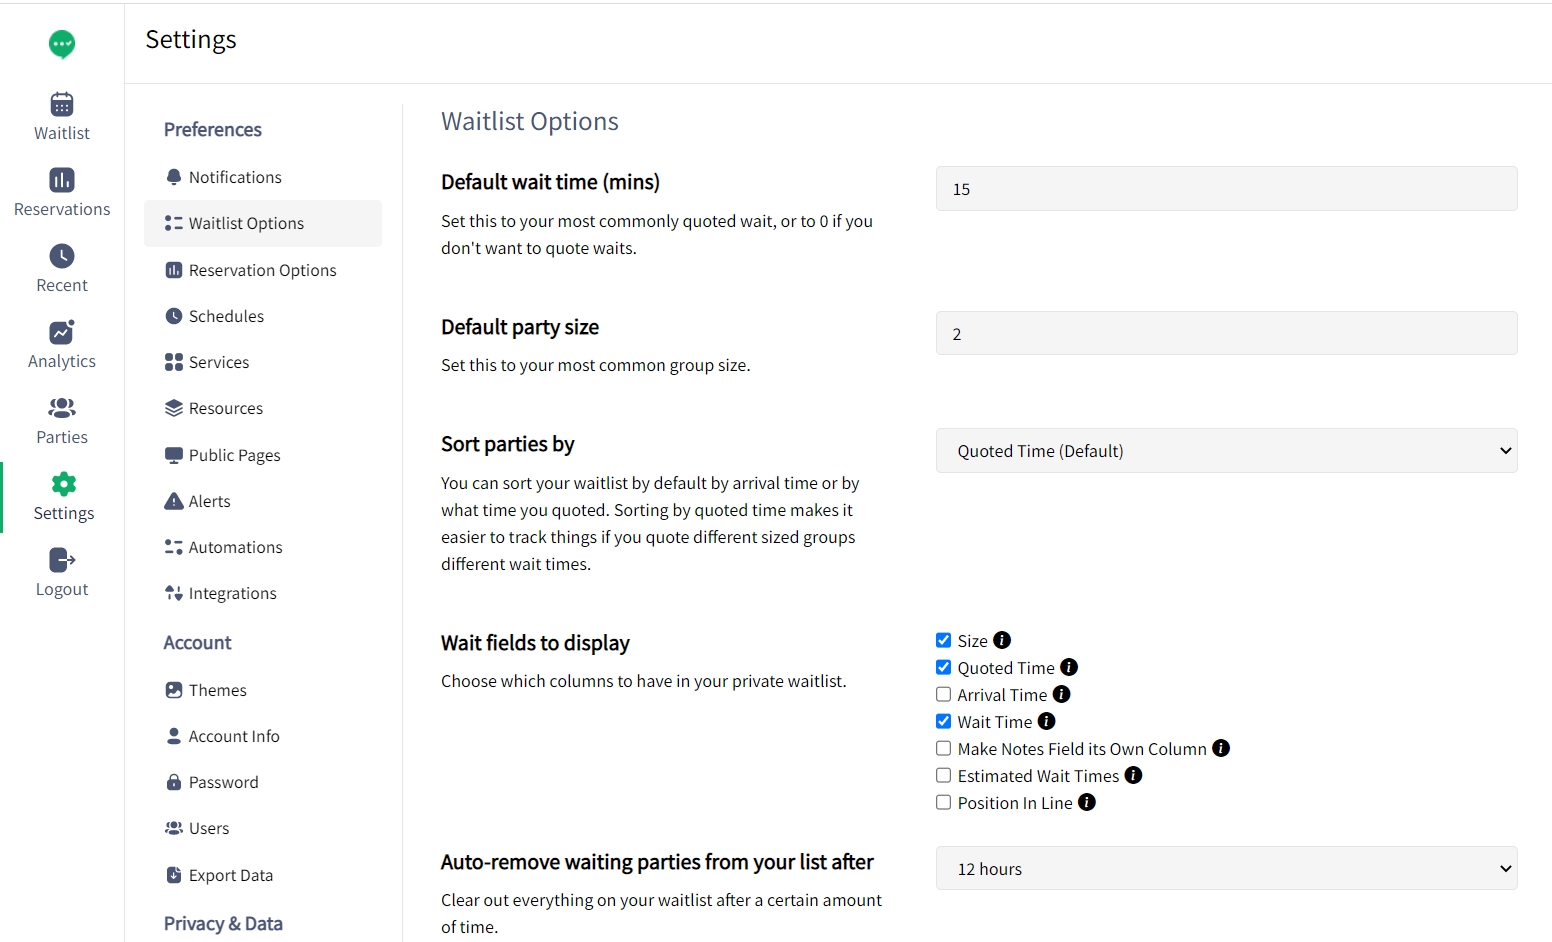 Settings
Waitlist
Reservations
Recent
Analytics
Parties
Settings
Logout
Preferences
Notifications
Waitlist Options
Reservation Options
Schedules
Services
Resources
Public Pages
Alerts
Automations
Integrations
Account
Themes
Account Info
Password
Users
Export Data
Privacy & Data
Waitlist Options
Default wait time (mins)
Set this to your most commonly quoted wait, or to 0 if you
don't want to quote waits.
15
Default party size
Set this to your most common group size.
2
Sort parties by
You can sort your waitlist by default by arrival time or by
what time you quoted. Sorting by quoted time makes it
easier to track things if you quote different sized groups
different wait times.
Quoted Time (Default)
Wait fields to display
Choose which columns to have in your private waitlist.
Size i
Quoted Time i
Arrival Time i
Wait Time i
Make Notes Field its Own Column i
Estimated Wait Times i
Position In Line i
Auto-remove waiting parties from your list after
Clear out everything on your waitlist after a certain amount
of time.
12 hours